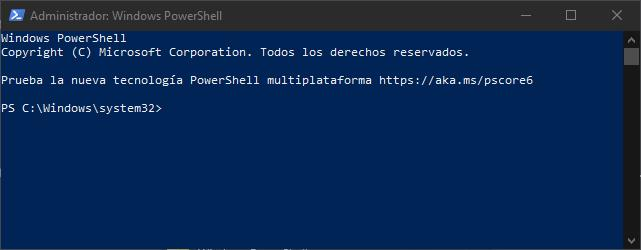 Administrador: Windows PowerShell
Windows PowerShell
Copyright (C) Microsoft Corporation. Todos los derechos reservados.
Prueba la nueva tecnología PowerShell multiplataforma https://aka.ms/pscore6
PS C:\Windows\system32>